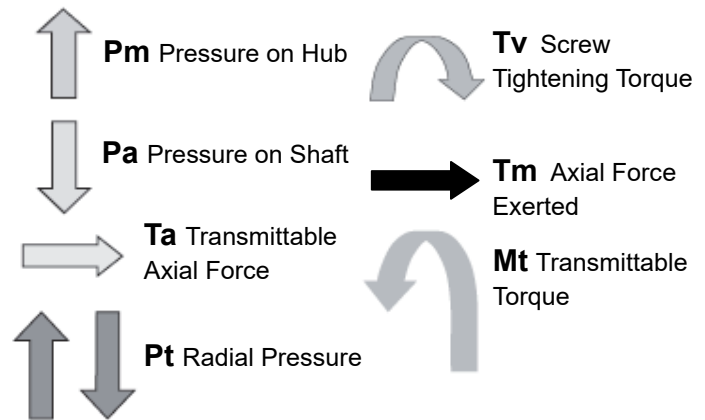 Pm Pressure on Hub
Pa Pressure on Shaft
Ta Transmittable
Axial Force
Pt Radial Pressure
Tv Screw
Tightening Torque
Tm Axial Force
Exerted
Mt Transmittable
Torque